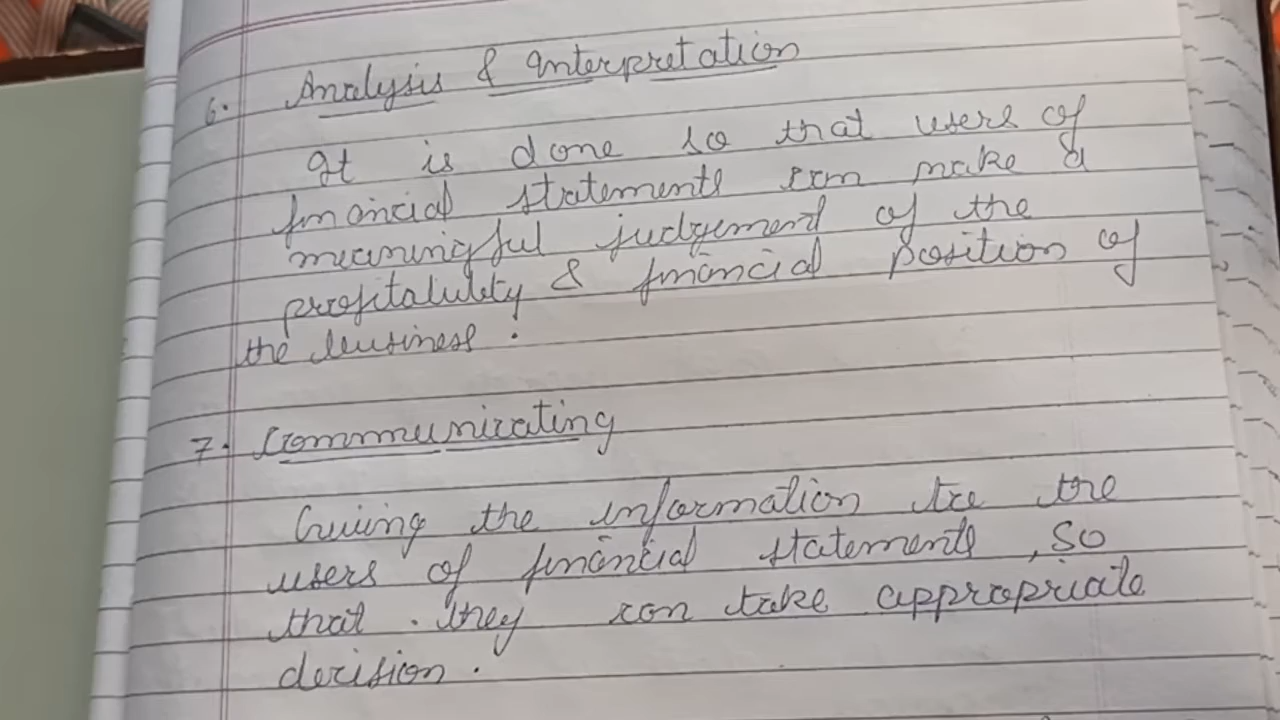 6. Analysis & Interpretation
It is done so that users of
financial statements can make a
meaningful judgement of the
profitability & financial position of
the business.
7. Communicating
Giving the information to the
users of financial statements, so
that they can take appropriate
decision.